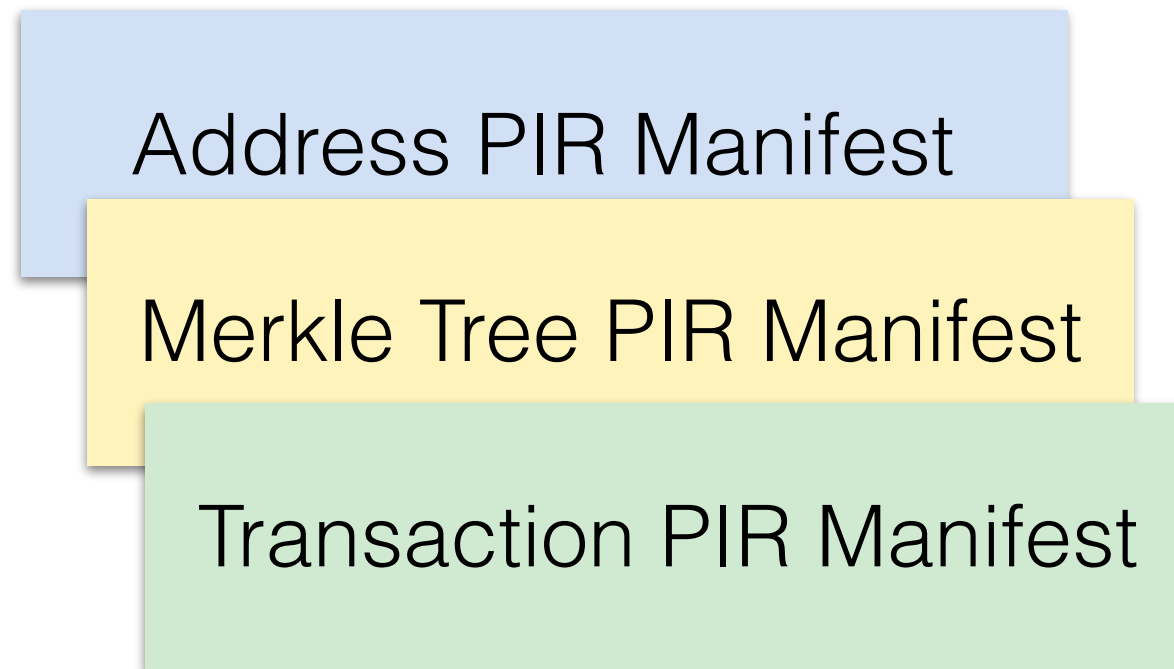 Address PIR Manifest
Merkle Tree PIR Manifest
Transaction PIR Manifest